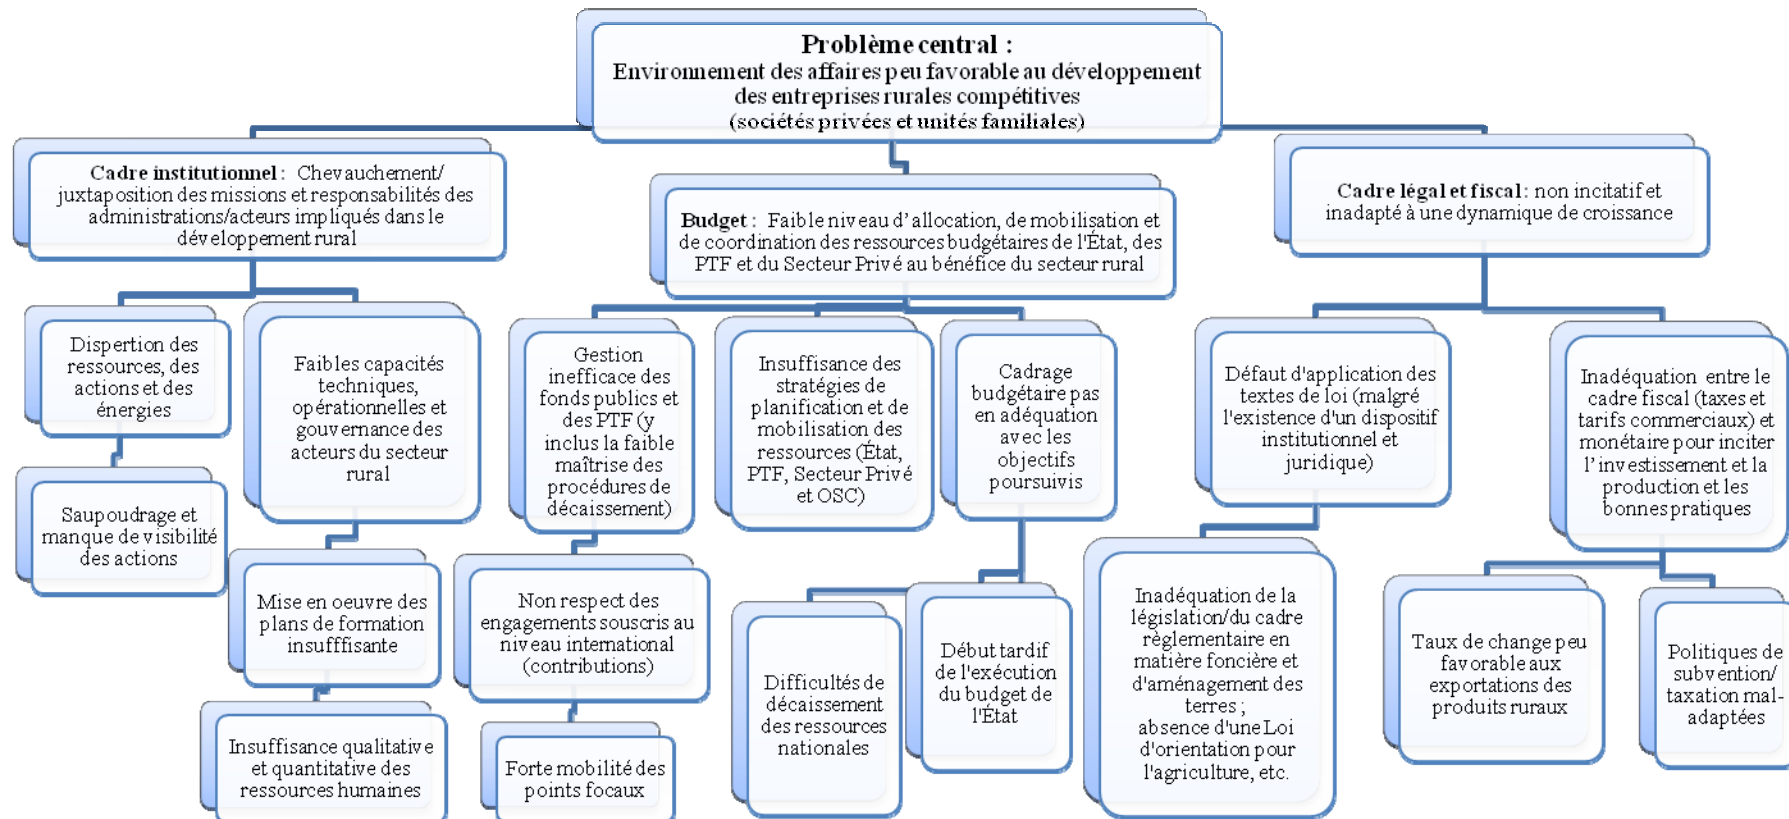 Problème central :
Environnement des affaires peu favorable au développement
des entreprises rurales compétitives
(sociétés privées et unités familiales)
Cadre institutionnel : Chevauchement/
juxtaposition des missions et responsabilités des
administrations/acteurs impliqués dans le
développement rural
Budget : Faible niveau d’allocation, de mobilisation et
de coordination des ressources budgétaires de l'État, des
PTF et du Secteur Privé au bénéfice du secteur rural
Cadre légal et fiscal : non incitatif et
inadapté à une dynamique de croissance
Dispertion des
ressources, des
actions et des
énergies
Faibles capacités
techniques,
opérationnelles et
gouvernance des
acteurs du secteur
rural
Gestion
inefficace des
fonds publics et
des PTF (y
inclus la faible
maîtrise des
procédures de
décaissement)
Insuffisance des
stratégies de
planification et de
mobilisation des
ressources (État,
PTF, Secteur Privé
et OSC)
Cadrage
budgétaire pas
en adéquation
avec les
objectifs
poursuivis
Défaut d'application des
textes de loi (malgré
l'existence d'un dispositif
institutionnel et
juridique)
Inadéquation entre le
cadre fiscal (taxes et
tarifs commerciaux) et
monétaire pour inciter
l’investissement et la
production et les
bonnes pratiques
Saupoudrage et
manque de visibilité
des actions
Mise en oeuvre des
plans de formation
insufffisante
Non respect des
engagements souscris au
niveau international
(contributions)
Difficultés de
décaissement
des ressources
nationales
Début tardif
de l'exécution
du budget de
l'État
Inadéquation de la
législation/du cadre
règlementaire en
matière foncière et
d'aménagement des
terres ;
absence d'une Loi
d'orientation pour
l'agriculture, etc.
Taux de change peu
favorable aux
exportations des
produits ruraux
Politiques de
subvention/
taxation mal-
adaptées
Insuffisance qualitative
et quantitative des
ressources humaines
Forte mobilité des
points focaux